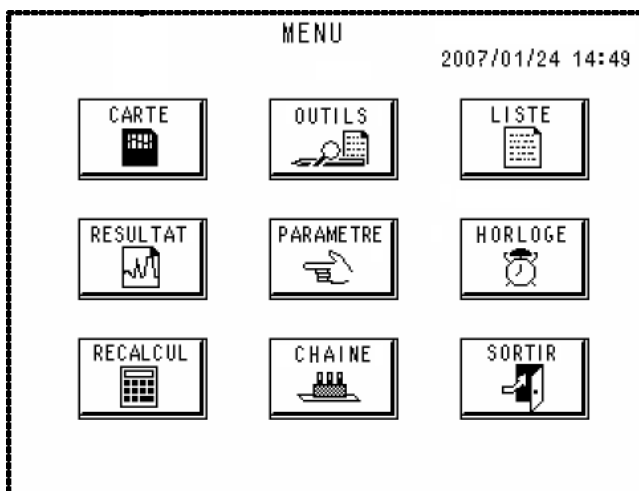 MENU
2007/01/24 14:49
CARTE
OUTILS
LISTE
RESULTAT
PARAMETRE
HORLOGE
RECALCUL
CHAINE
SORTIR